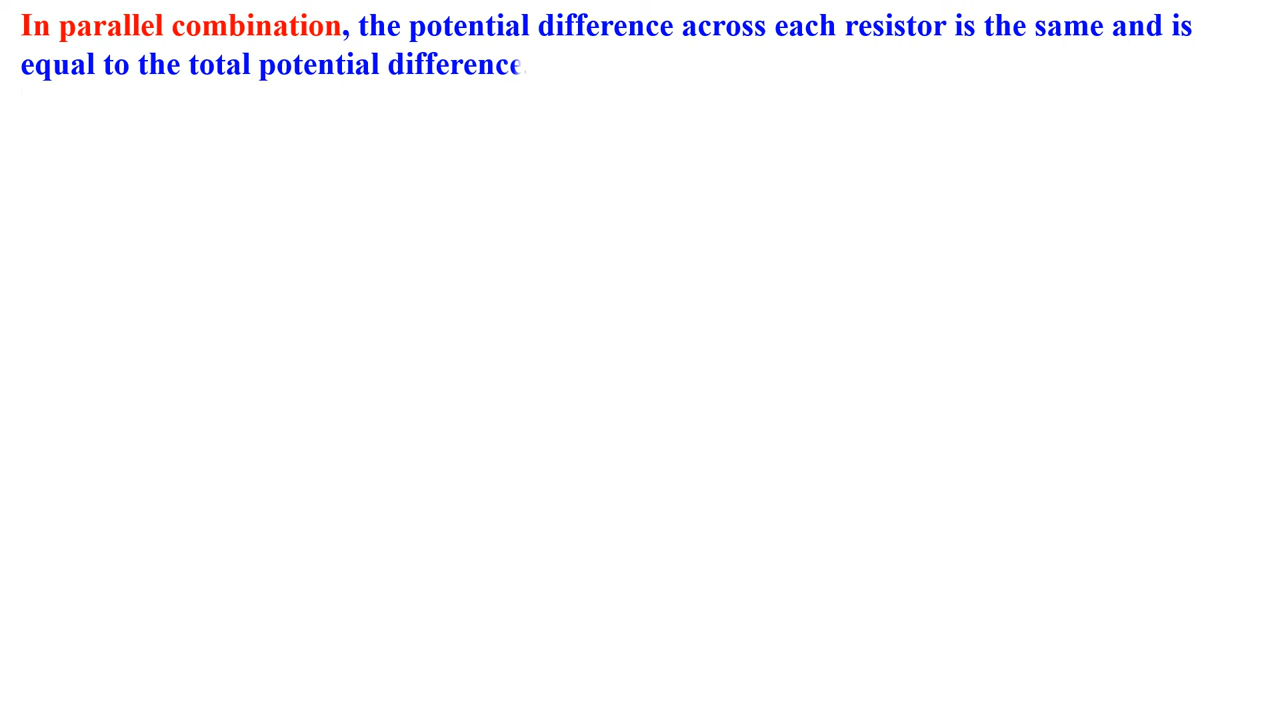 In parallel combination, the potential difference across each resistor is the same and is
equal to the total potential difference.